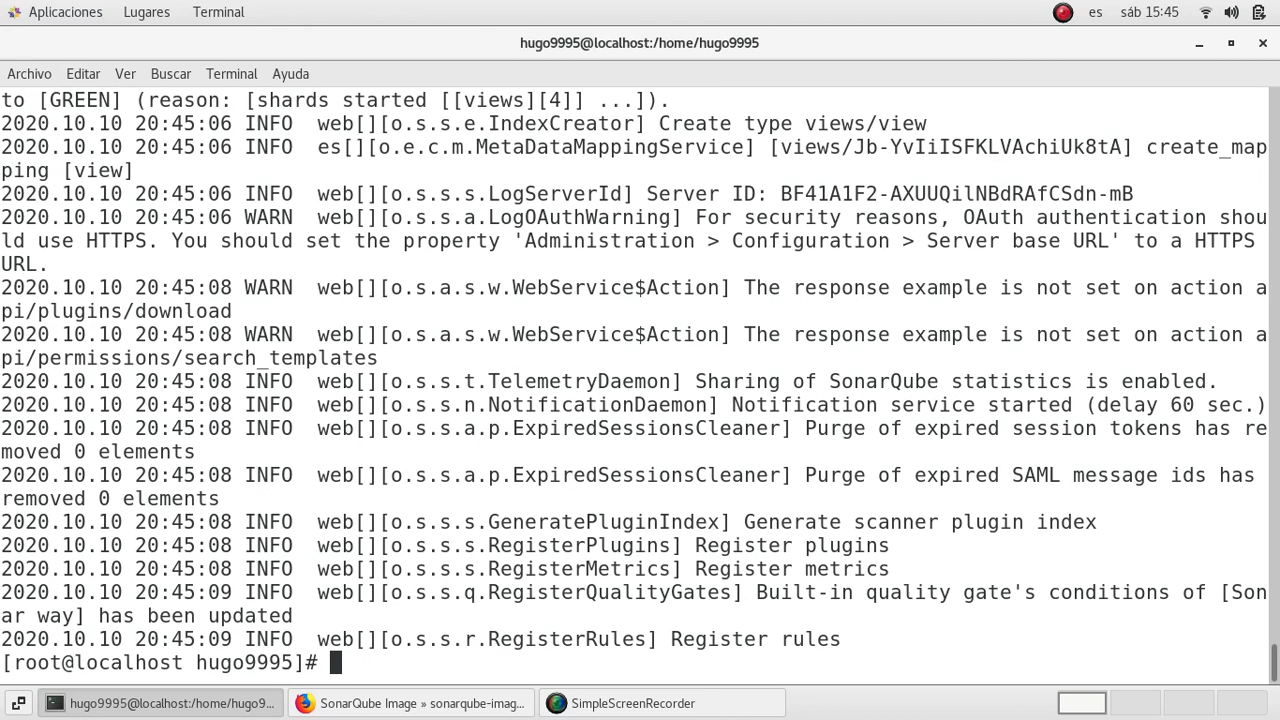 Aplicaciones Lugares Terminal es sáb 15:45
hugo9995@localhost:/home/hugo9995
Archivo Editar Ver Buscar Terminal Ayuda
to [GREEN] (reason: [shards started [[views][4]] ...]).
2020.10.10 20:45:06 INFO  web[][o.s.s.e.IndexCreator] Create type views/view
2020.10.10 20:45:06 INFO  es[][o.e.c.m.MetaDataMappingService] [views/Jb-YvIiISFKLVAchiUk8tA] create_map
ping [view]
2020.10.10 20:45:06 INFO  web[][o.s.s.s.LogServerId] Server ID: BF41A1F2-AXUUQilNBdRAfCSdn-mB
2020.10.10 20:45:06 WARN  web[][o.s.s.a.LogOAuthWarning] For security reasons, OAuth authentication shou
ld use HTTPS. You should set the property 'Administration > Configuration > Server base URL' to a HTTPS
URL.
2020.10.10 20:45:08 WARN  web[][o.s.a.s.w.WebService$Action] The response example is not set on action a
pi/plugins/download
2020.10.10 20:45:08 WARN  web[][o.s.a.s.w.WebService$Action] The response example is not set on action a
pi/permissions/search_templates
2020.10.10 20:45:08 INFO  web[][o.s.s.t.TelemetryDaemon] Sharing of SonarQube statistics is enabled.
2020.10.10 20:45:08 INFO  web[][o.s.s.n.NotificationDaemon] Notification service started (delay 60 sec.)
2020.10.10 20:45:08 INFO  web[][o.s.s.a.p.ExpiredSessionsCleaner] Purge of expired session tokens has re
moved 0 elements
2020.10.10 20:45:08 INFO  web[][o.s.s.a.p.ExpiredSessionsCleaner] Purge of expired SAML message ids has
removed 0 elements
2020.10.10 20:45:08 INFO  web[][o.s.s.s.GeneratePluginIndex] Generate scanner plugin index
2020.10.10 20:45:08 INFO  web[][o.s.s.s.RegisterPlugins] Register plugins
2020.10.10 20:45:08 INFO  web[][o.s.s.s.RegisterMetrics] Register metrics
2020.10.10 20:45:09 INFO  web[][o.s.s.q.RegisterQualityGates] Built-in quality gate's conditions of [Son
ar way] has been updated
2020.10.10 20:45:09 INFO  web[][o.s.s.r.RegisterRules] Register rules
[root@localhost hugo9995]#
hugo9995@localhost:/home/hugo9... SonarQube Image » sonarqube-imag... SimpleScreenRecorder